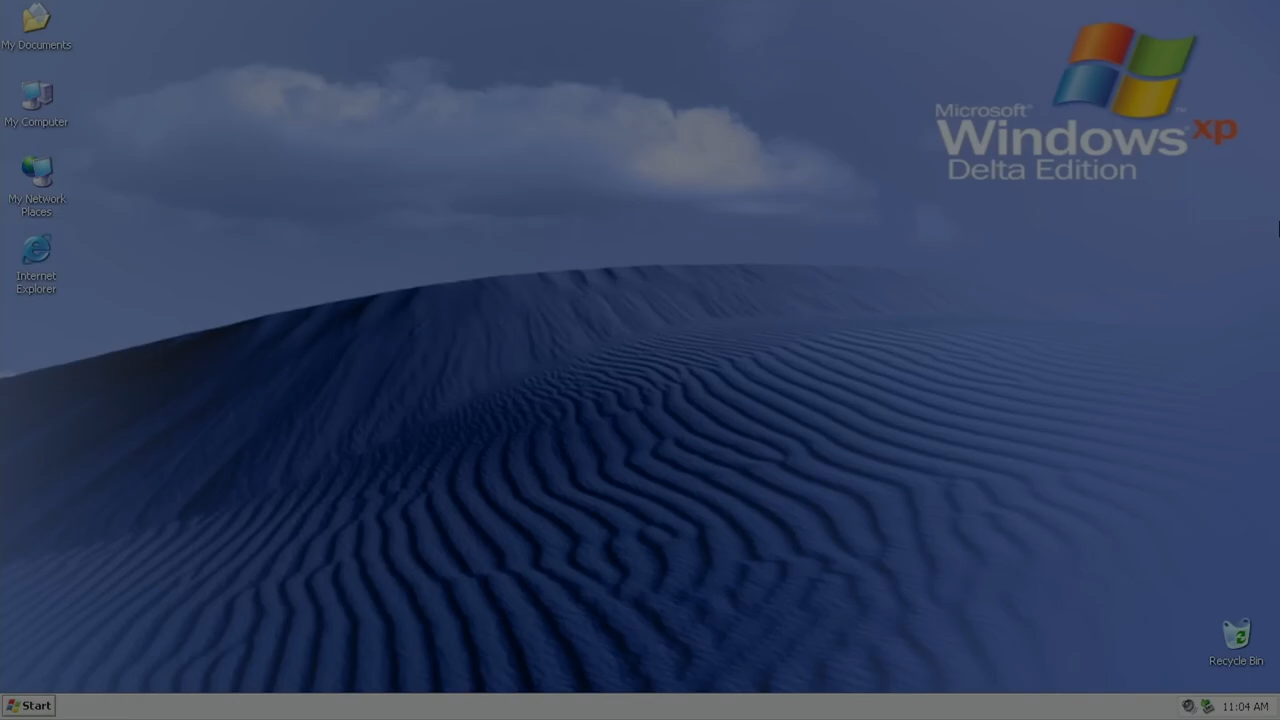 My Documents
My Computer
My Network
Places
Internet
Explorer
Microsoft®
Windows xp
Delta Edition
Recycle Bin
Start
11:04 AM